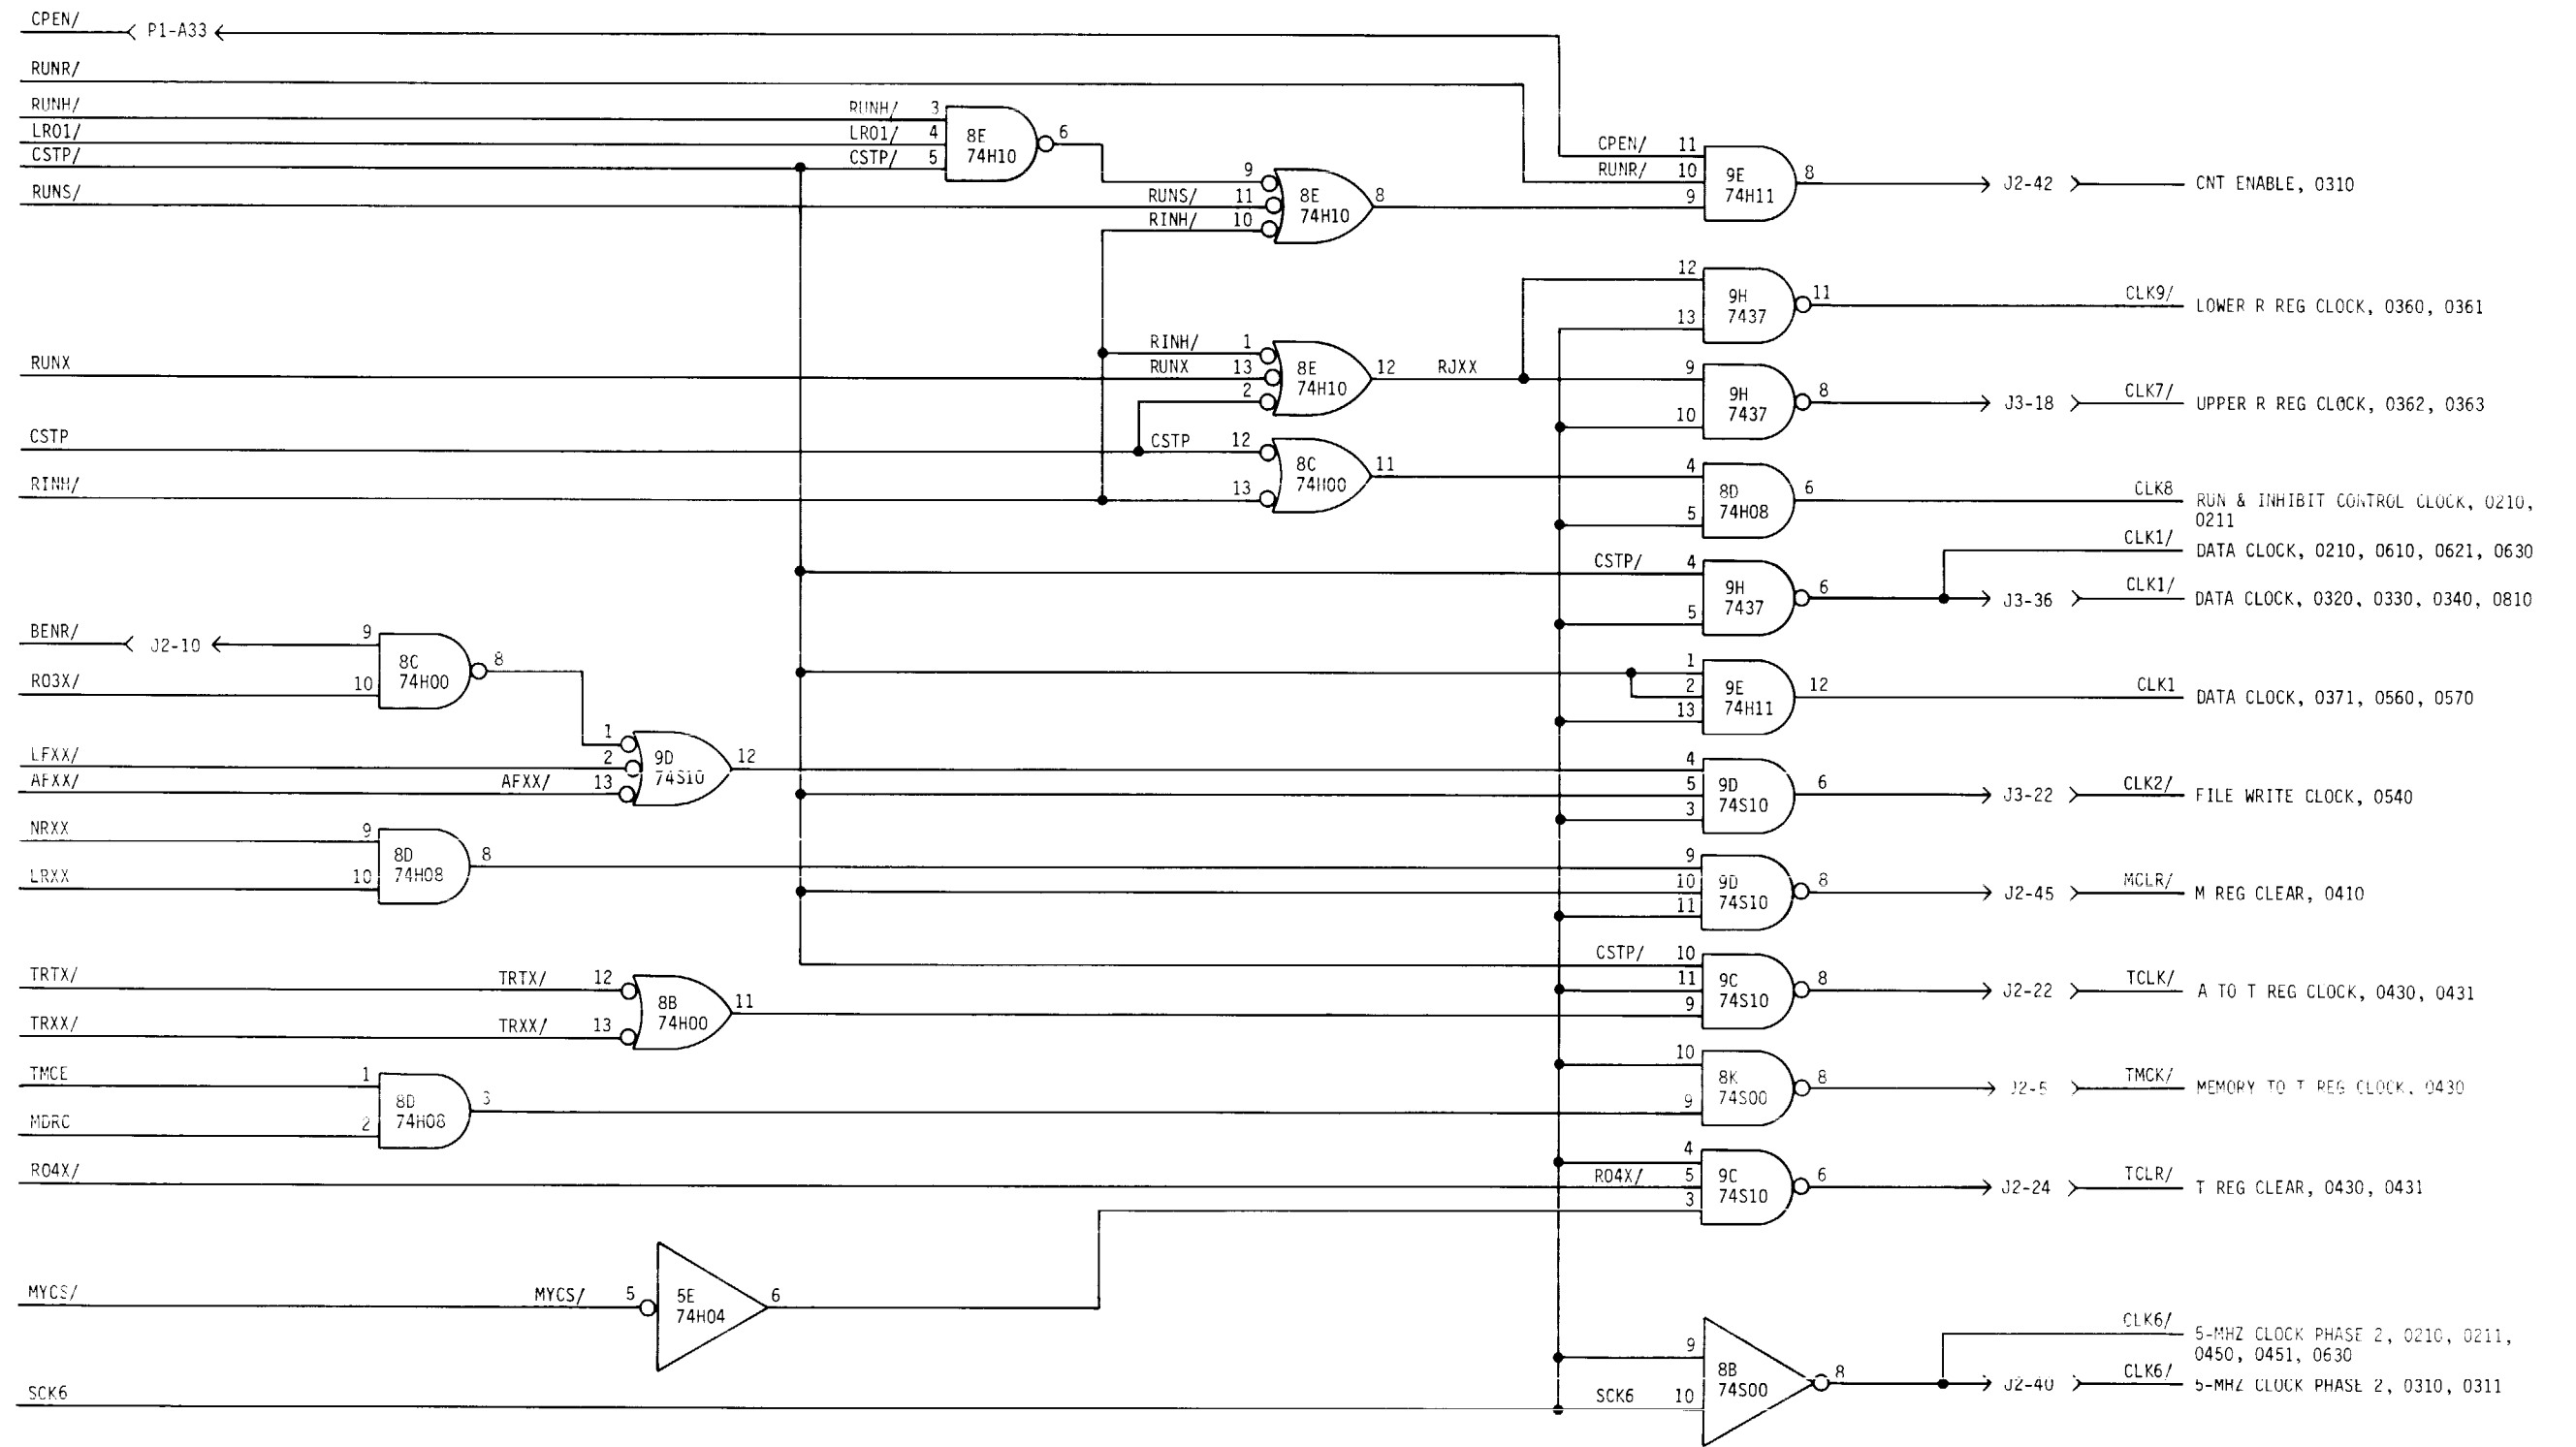 CPEN/ P1-A33
RUNR/
RUNH/ RUNH/ 3
LR01/ LR01/ 4 8E 74H10 6
CSTP/ CSTP/ 5
RUNS/ RUNS/
9
11 8E 74H10 8
RINH/ 10
CPEN/ 11
RUNR/ 10 9E 74H11 8 J2-42 CNT ENABLE, 0310
9
12
9H 7437 11 CLK9/ LOWER R REG CLOCK, 0360, 0361
13
RINH/ 1
RUNX RUNX 13 8E 74H10 12 RJXX
2
9
9H 7437 8 J3-18 CLK7/ UPPER R REG CLOCK, 0362, 0363
10
CSTP CSTP 12
8C 74H00 11
RINH/ 13
4
8D 74H08 6 CLK8 RUN & INHIBIT CONTROL CLOCK, 0210,
0211
5
CLK1/ DATA CLOCK, 0210, 0610, 0621, 0630
CSTP/ 4
9H 7437 6 J3-36 CLK1/ DATA CLOCK, 0320, 0330, 0340, 0810
5
BENR/ J2-10 9
8C 74H00 8
R03X/ 10
1
2 9E 74H11 12 CLK1 DATA CLOCK, 0371, 0560, 0570
13
1
LFXX/ 2 9D 74S10 12
AFXX/ AFXX/ 13
4
5 9D 74S10 6 J3-22 CLK2/ FILE WRITE CLOCK, 0540
3
NRXX 9
8D 74H08 8
LRXX 10
9
10 9D 74S10 8 J2-45 MCLR/ M REG CLEAR, 0410
11
TRTX/ TRTX/ 12
8B 74H00 11
TRXX/ TRXX/ 13
CSTP/ 10
11 9C 74S10 8 J2-22 TCLK/ A TO T REG CLOCK, 0430, 0431
9
TMCE 1
8D 74H08 3
MDRC 2
10
8K 74S00 8 J2-5 TMCK/ MEMORY TO T REG CLOCK, 0430
9
R04X/
4
R04X/ 5 9C 74S10 6 J2-24 TCLR/ T REG CLEAR, 0430, 0431
3
MYCS/ MYCS/ 5 5E 74H04 6
CLK6/ 5-MHZ CLOCK PHASE 2, 0210, 0211,
0450, 0451, 0630
9
8B 74S00 8 J2-40 CLK6/ 5-MHZ CLOCK PHASE 2, 0310, 0311
SCK6 SCK6 10